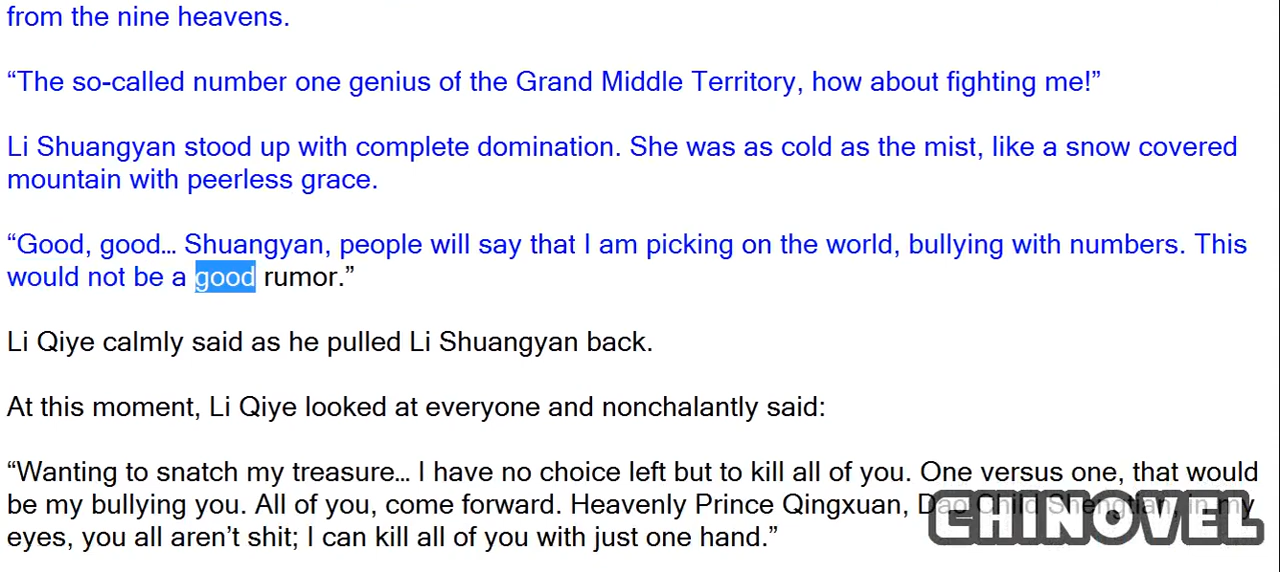 from the nine heavens.
“The so-called number one genius of the Grand Middle Territory, how about fighting me!”
Li Shuangyan stood up with complete domination. She was as cold as the mist, like a snow covered
mountain with peerless grace.
“Good, good… Shuangyan, people will say that I am picking on the world, bullying with numbers. This
would not be a good rumor.”
Li Qiye calmly said as he pulled Li Shuangyan back.
At this moment, Li Qiye looked at everyone and nonchalantly said:
“Wanting to snatch my treasure… I have no choice left but to kill all of you. One versus one, that would
be my bullying you. All of you, come forward. Heavenly Prince Qingxuan, Dao Child Shengtian, in my
eyes, you all aren’t shit; I can kill all of you with just one hand.”
CHINOVEL